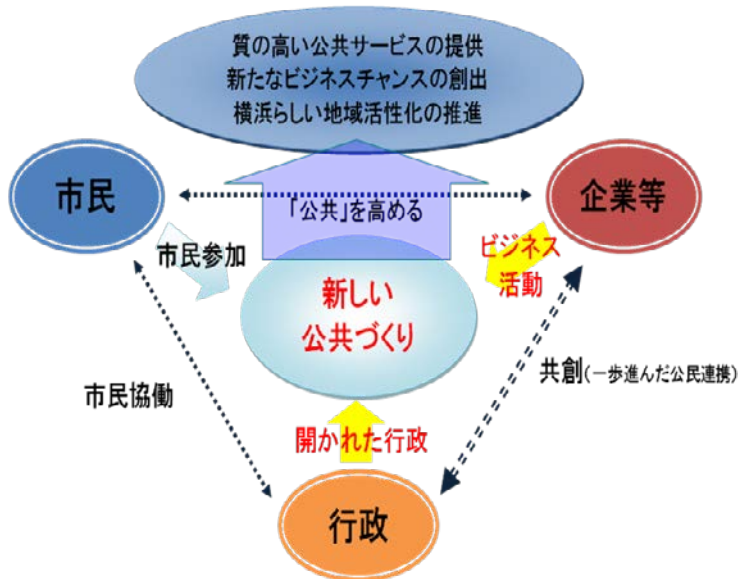 質の高い公共サービスの提供
新たなビジネスチャンスの創出
横浜らしい地域活性化の推進
市民
企業等
「公共」を高める
市民参加
ビジネス
活動
新しい
公共づくり
共創(一歩進んだ公民連携)
市民協働
開かれた行政
行政